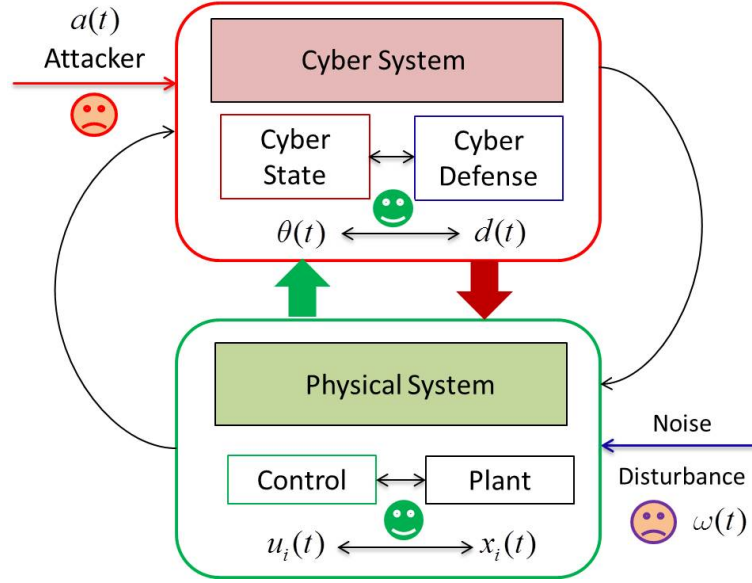 a(t)
Attacker
Cyber System
Cyber State
Cyber Defense
θ(t)
d(t)
Physical System
Noise
Disturbance
ω(t)
Control
Plant
u_i(t)
x_i(t)